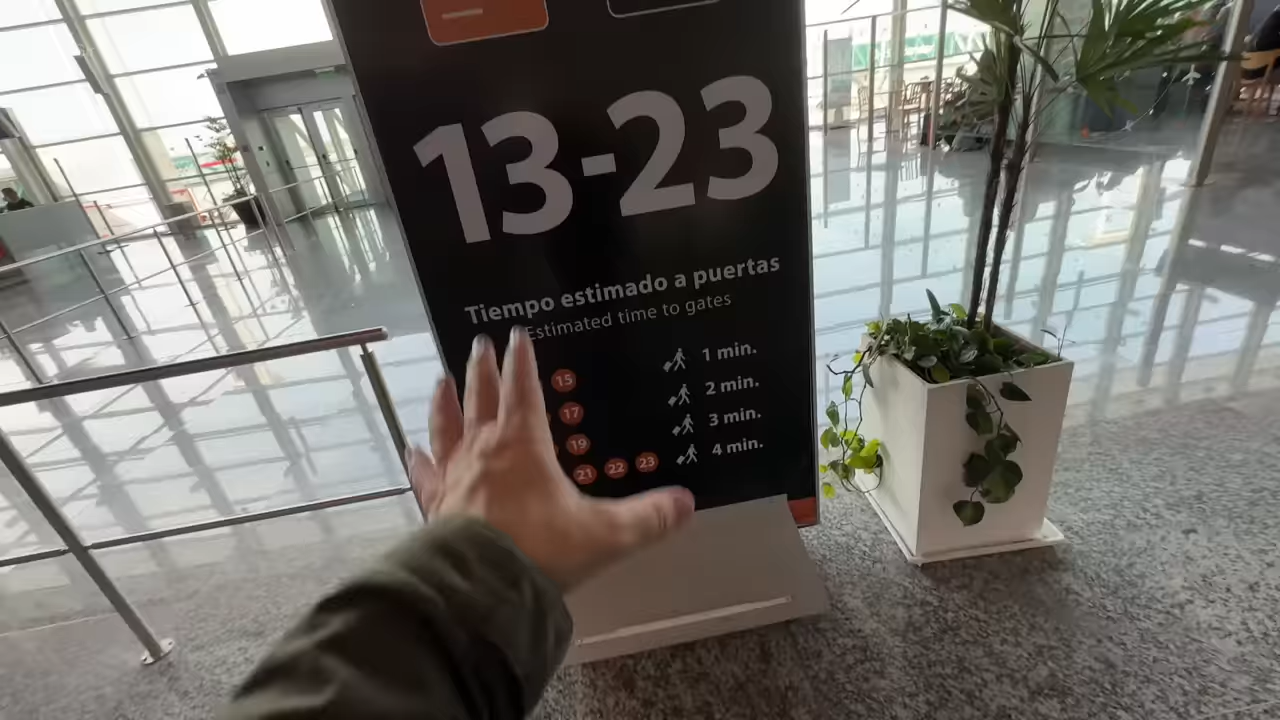 13-23
Tiempo estimado a puertas
Estimated time to gates
15 1 min.
17 2 min.
19 3 min.
21 22 23 4 min.